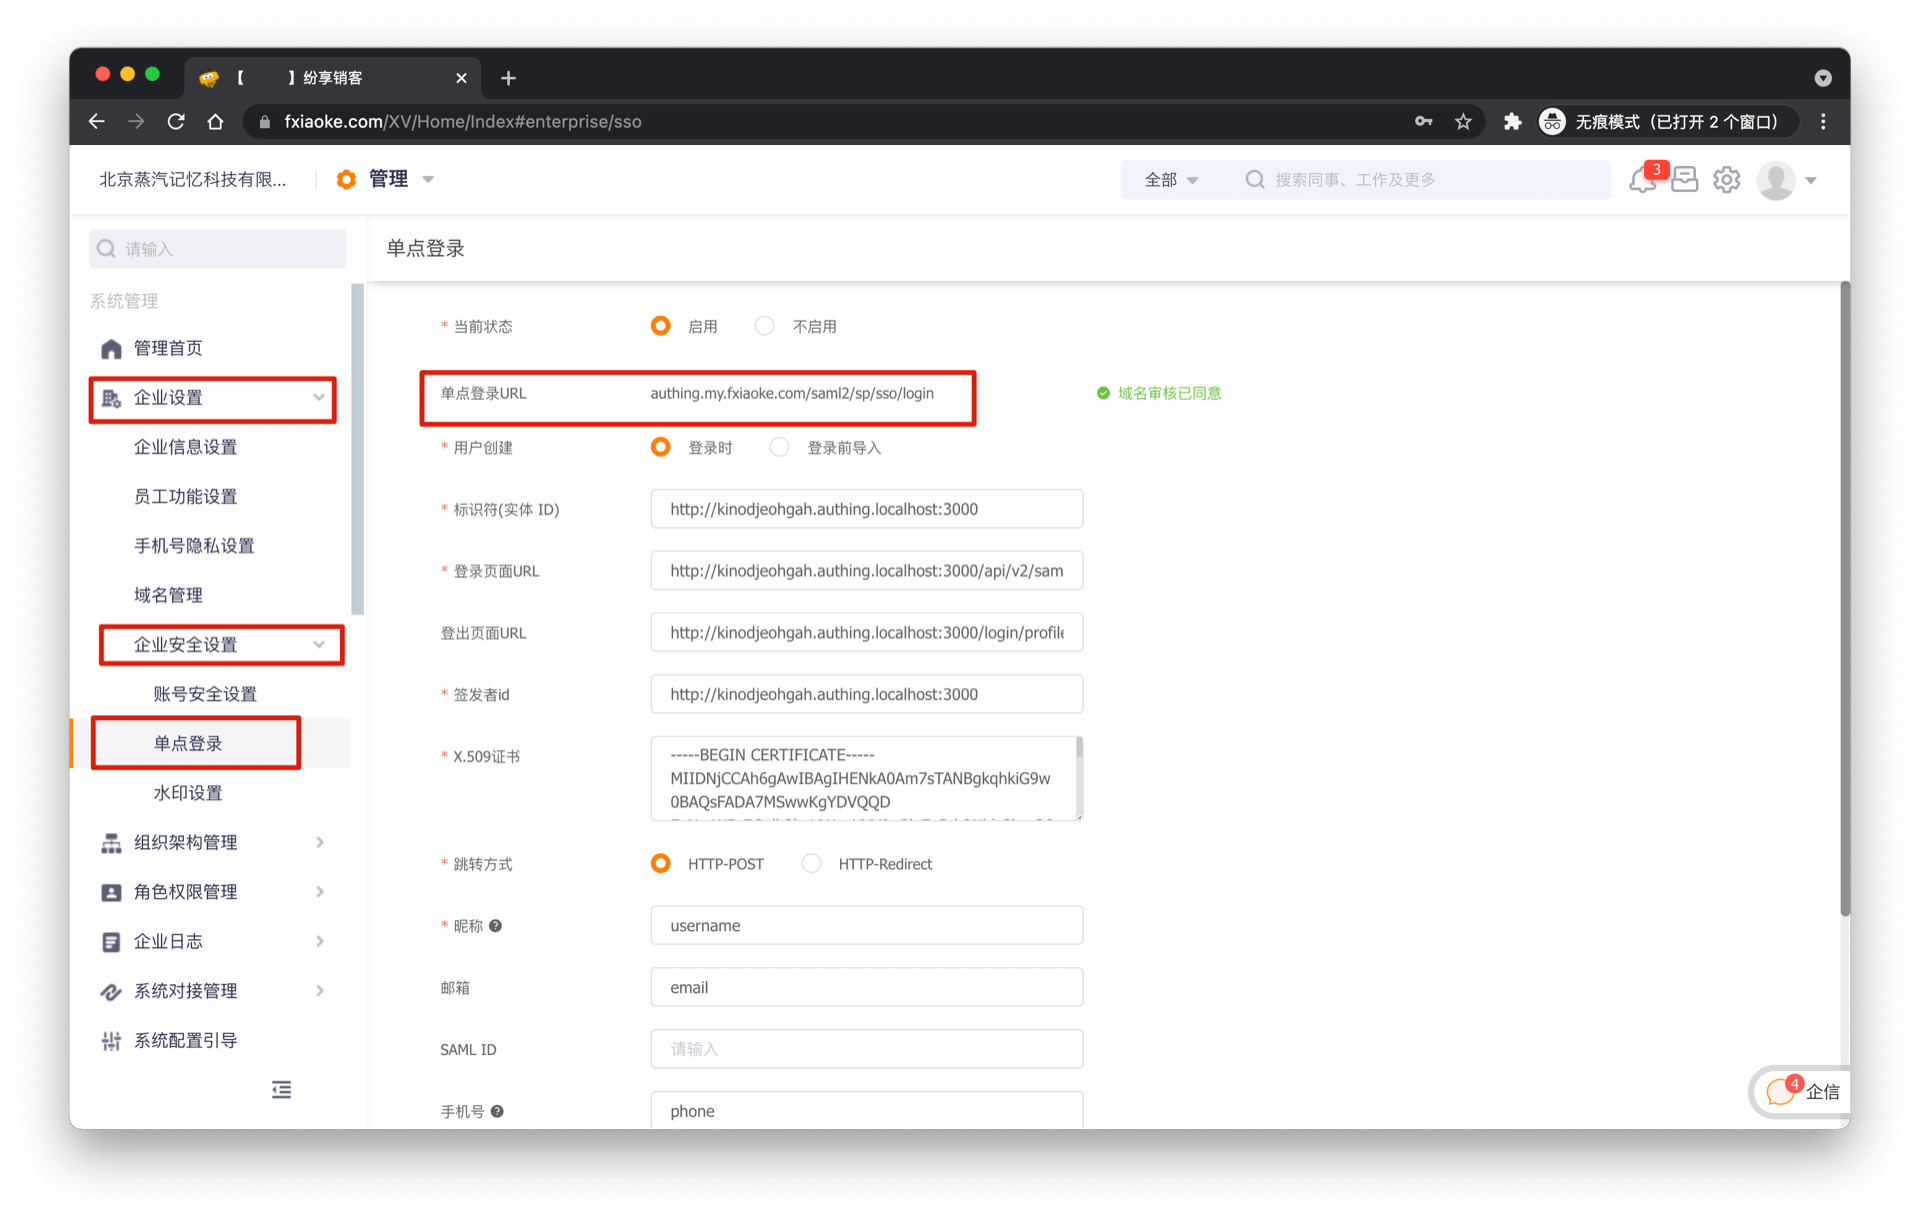 【 】纷享销客
fxiaoke.com/XV/Home/Index#enterprise/sso
无痕模式（已打开 2 个窗口）
北京蒸汽记忆科技有限...
管理
全部
搜索同事、工作及更多
3
请输入
单点登录
系统管理
管理首页
企业设置
企业信息设置
员工功能设置
手机号隐私设置
域名管理
企业安全设置
账号安全设置
单点登录
水印设置
组织架构管理
角色权限管理
企业日志
系统对接管理
系统配置引导
* 当前状态 启用 不启用
单点登录URL authing.my.fxiaoke.com/saml2/sp/sso/login 域名审核已同意
* 用户创建 登录时 登录前导入
* 标识符(实体 ID) http://kinodjeohgah.authing.localhost:3000
* 登录页面URL http://kinodjeohgah.authing.localhost:3000/api/v2/sam
登出页面URL http://kinodjeohgah.authing.localhost:3000/login/profile
* 签发者id http://kinodjeohgah.authing.localhost:3000
* X.509证书 -----BEGIN CERTIFICATE-----
MIIDNjCCAh6gAwIBAgIHENkA0Am7sTANBgkqhkiG9w
0BAQsFADA7MSwwKgYDVQQD
* 跳转方式 HTTP-POST HTTP-Redirect
* 昵称 username
邮箱 email
SAML ID 请输入
手机号 phone
4 企信